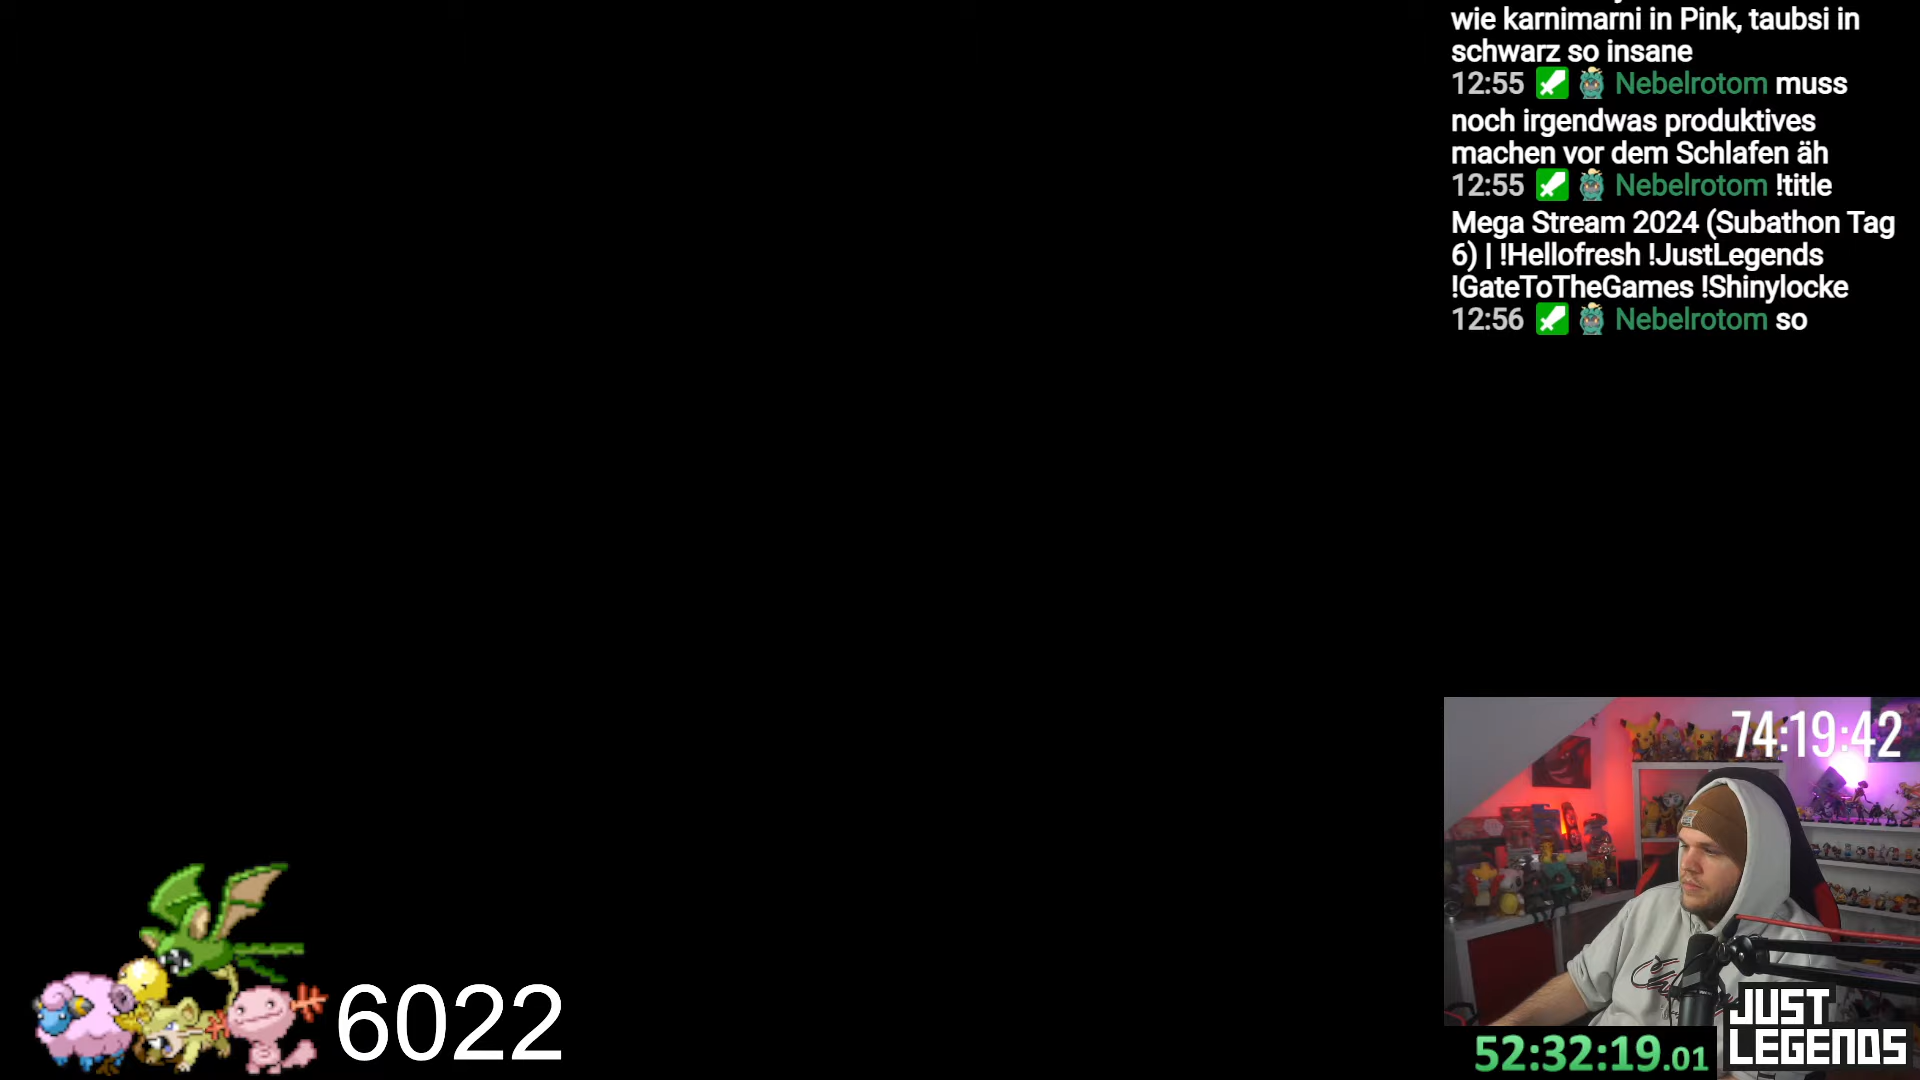 wie karnimarni in Pink, taubsi in
schwarz so insane
12:55 Nebelrotom muss
noch irgendwas produktives
machen vor dem Schlafen äh
12:55 Nebelrotom !title
Mega Stream 2024 (Subathon Tag
6) | !Hellofresh !JustLegends
!GateToTheGames !Shinylocke
12:56 Nebelrotom so
74:19:42
6022
52:32:19.01
JUST
LEGENDS